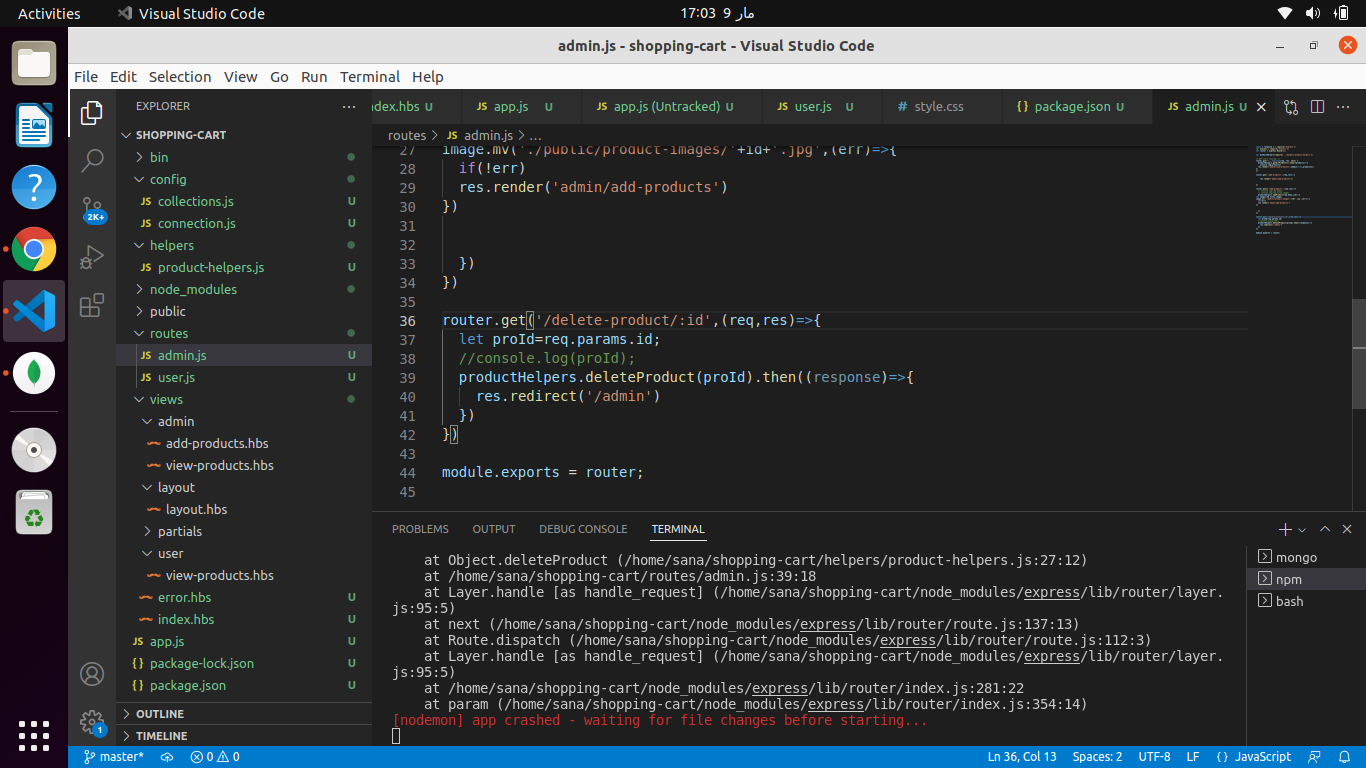 Activities
Visual Studio Code
17:03 9 مار
admin.js - shopping-cart - Visual Studio Code
File Edit Selection View Go Run Terminal Help
EXPLORER
SHOPPING-CART
bin
config
collections.js U
connection.js U
helpers
product-helpers.js U
node_modules
public
routes
admin.js U
user.js U
views
admin
add-products.hbs
view-products.hbs
layout
layout.hbs
partials
user
view-products.hbs
error.hbs U
index.hbs U
app.js U
package-lock.json U
package.json U
OUTLINE
TIMELINE
2K+
1
ndex.hbs U
JS app.js U
JS app.js (Untracked) U
JS user.js U
# style.css
{} package.json U
JS admin.js U
routes > JS admin.js > ...
27 image.mv('./public/product-images/'+id+'.jpg',(err)=>{
28 if(!err)
29 res.render('admin/add-products')
30 })
31
32
33 })
34 })
35
36 router.get('/delete-product/:id',(req,res)=>{
37 let proId=req.params.id;
38 //console.log(proId);
39 productHelpers.deleteProduct(proId).then((response)=>{
40 res.redirect('/admin')
41 })
42 })
43
44 module.exports = router;
45
PROBLEMS OUTPUT DEBUG CONSOLE TERMINAL
at Object.deleteProduct (/home/sana/shopping-cart/helpers/product-helpers.js:27:12)
at /home/sana/shopping-cart/routes/admin.js:39:18
at Layer.handle [as handle_request] (/home/sana/shopping-cart/node_modules/express/lib/router/layer.
js:95:5)
at next (/home/sana/shopping-cart/node_modules/express/lib/router/route.js:137:13)
at Route.dispatch (/home/sana/shopping-cart/node_modules/express/lib/router/route.js:112:3)
at Layer.handle [as handle_request] (/home/sana/shopping-cart/node_modules/express/lib/router/layer.
js:95:5)
at /home/sana/shopping-cart/node_modules/express/lib/router/index.js:281:22
at param (/home/sana/shopping-cart/node_modules/express/lib/router/index.js:354:14)
[nodemon] app crashed - waiting for file changes before starting...
mongo
npm
bash
master* 0 0
Ln 36, Col 13 Spaces: 2 UTF-8 LF {} JavaScript